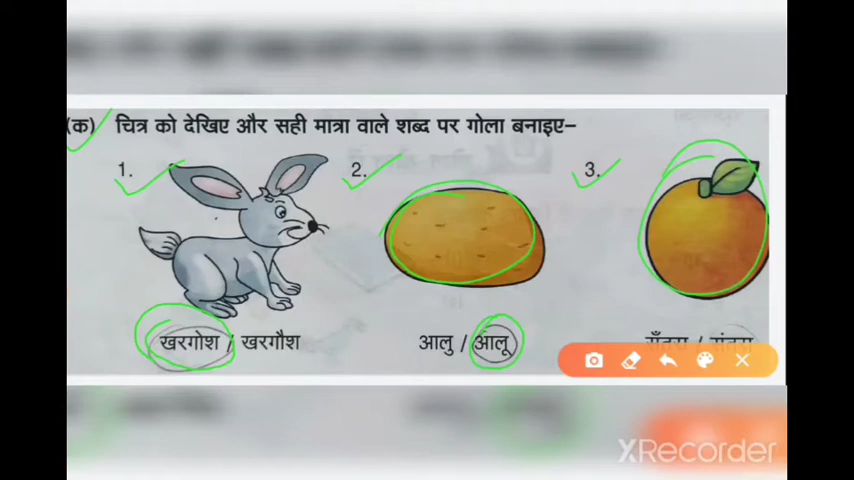 (क) चित्र को देखिए और सही मात्रा वाले शब्द पर गोला बनाइए–
1. 2. 3.
खरगोश / खरगौश आलु / आलू
XRecorder